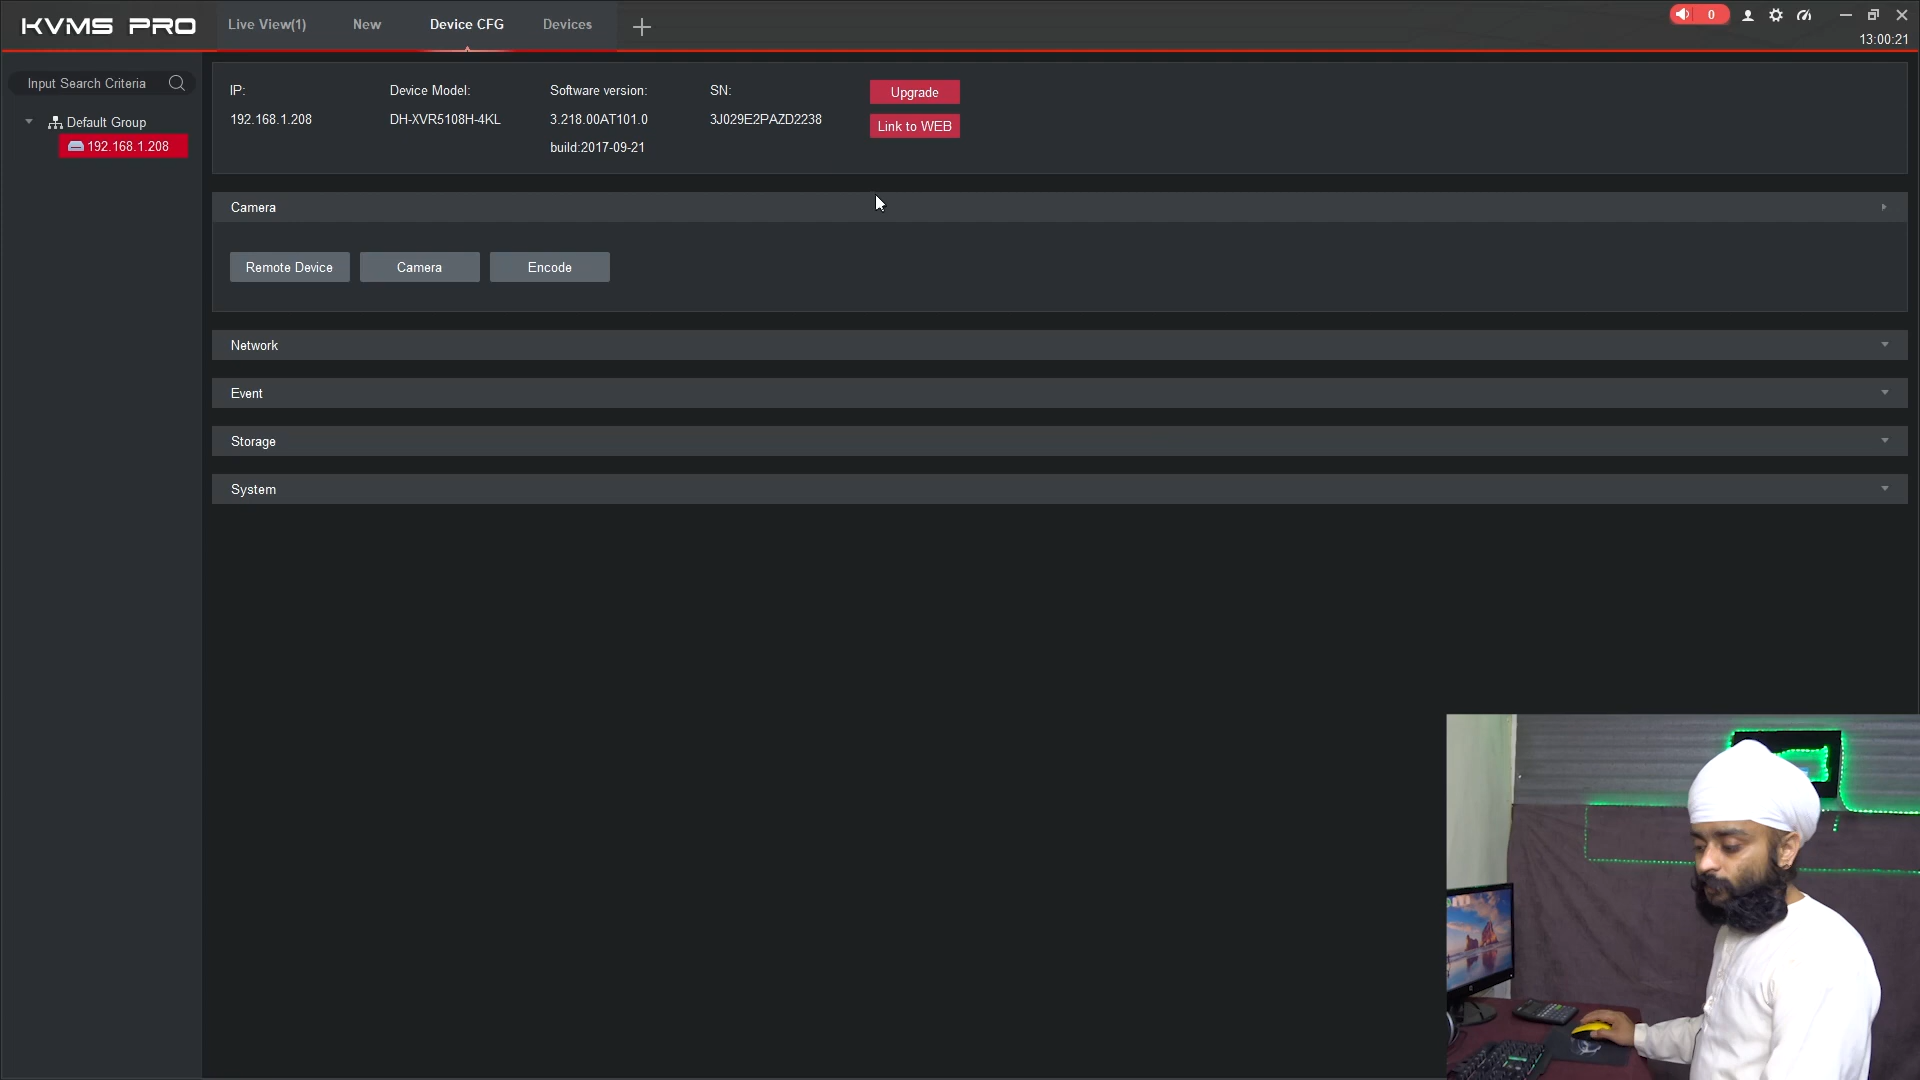 KVMS PRO
Live View(1)
New
Device CFG
Devices
0
13:00:21
Input Search Criteria
Default Group
192.168.1.208
IP:
192.168.1.208
Device Model:
DH-XVR5108H-4KL
Software version:
3.218.00AT101.0
build:2017-09-21
SN:
3J029E2PAZD2238
Upgrade
Link to WEB
Camera
Remote Device
Camera
Encode
Network
Event
Storage
System